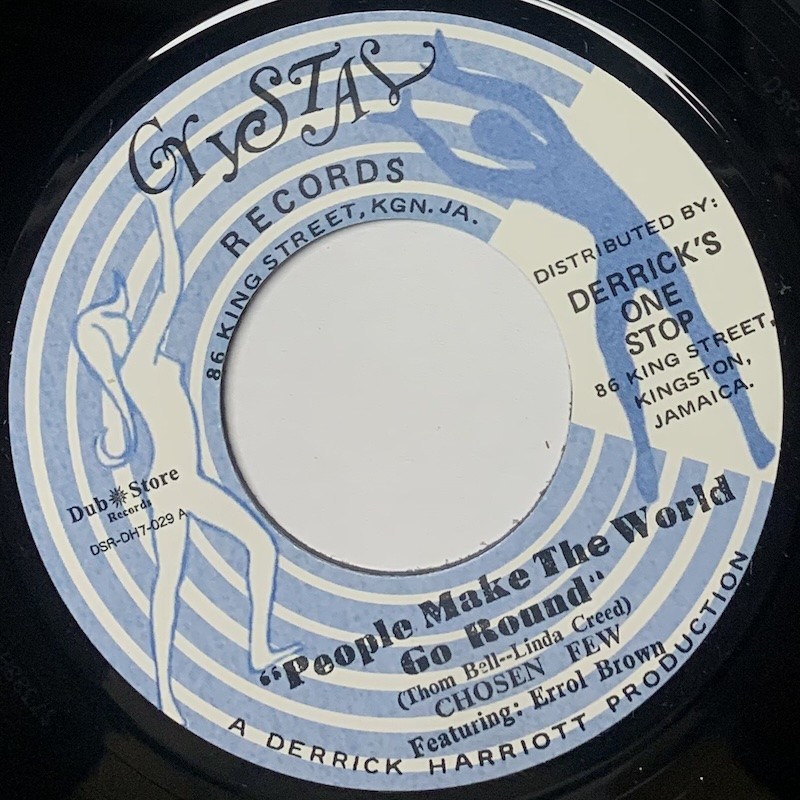 CrYSTAL
RECORDS
86 KING STREET, KGN. JA.
DISTRIBUTED BY:
DERRICK'S
ONE
STOP
86 KING STREET,
KINGSTON,
JAMAICA.
Dub Store
Records
DSR-DH7-029 A
"People Make The World
Go Round"
(Thom Bell--Linda Creed)
CHOSEN FEW
Featuring: Errol Brown
A DERRICK HARRIOTT PRODUCTION